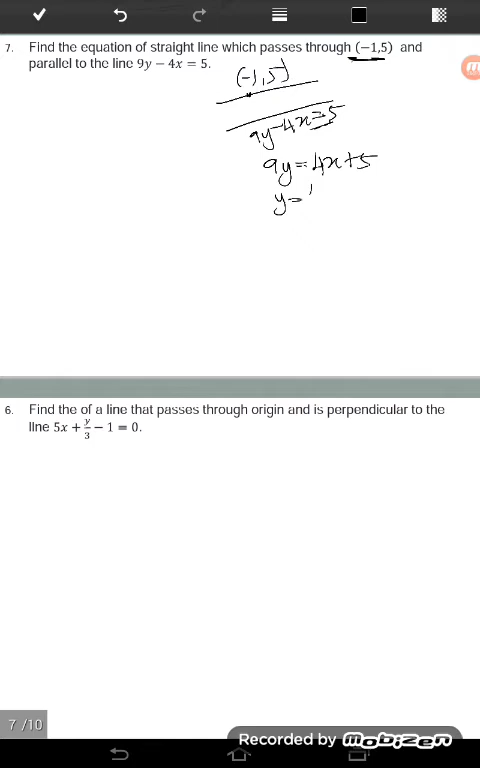 7. Find the equation of straight line which passes through (−1,5) and
parallel to the line 9y − 4x = 5.
(-1,5)
9y-4x=5
9y=4x+5
y=
6. Find the of a line that passes through origin and is perpendicular to the
line 5x + y/3 − 1 = 0.
7 /10
Recorded by mobizen